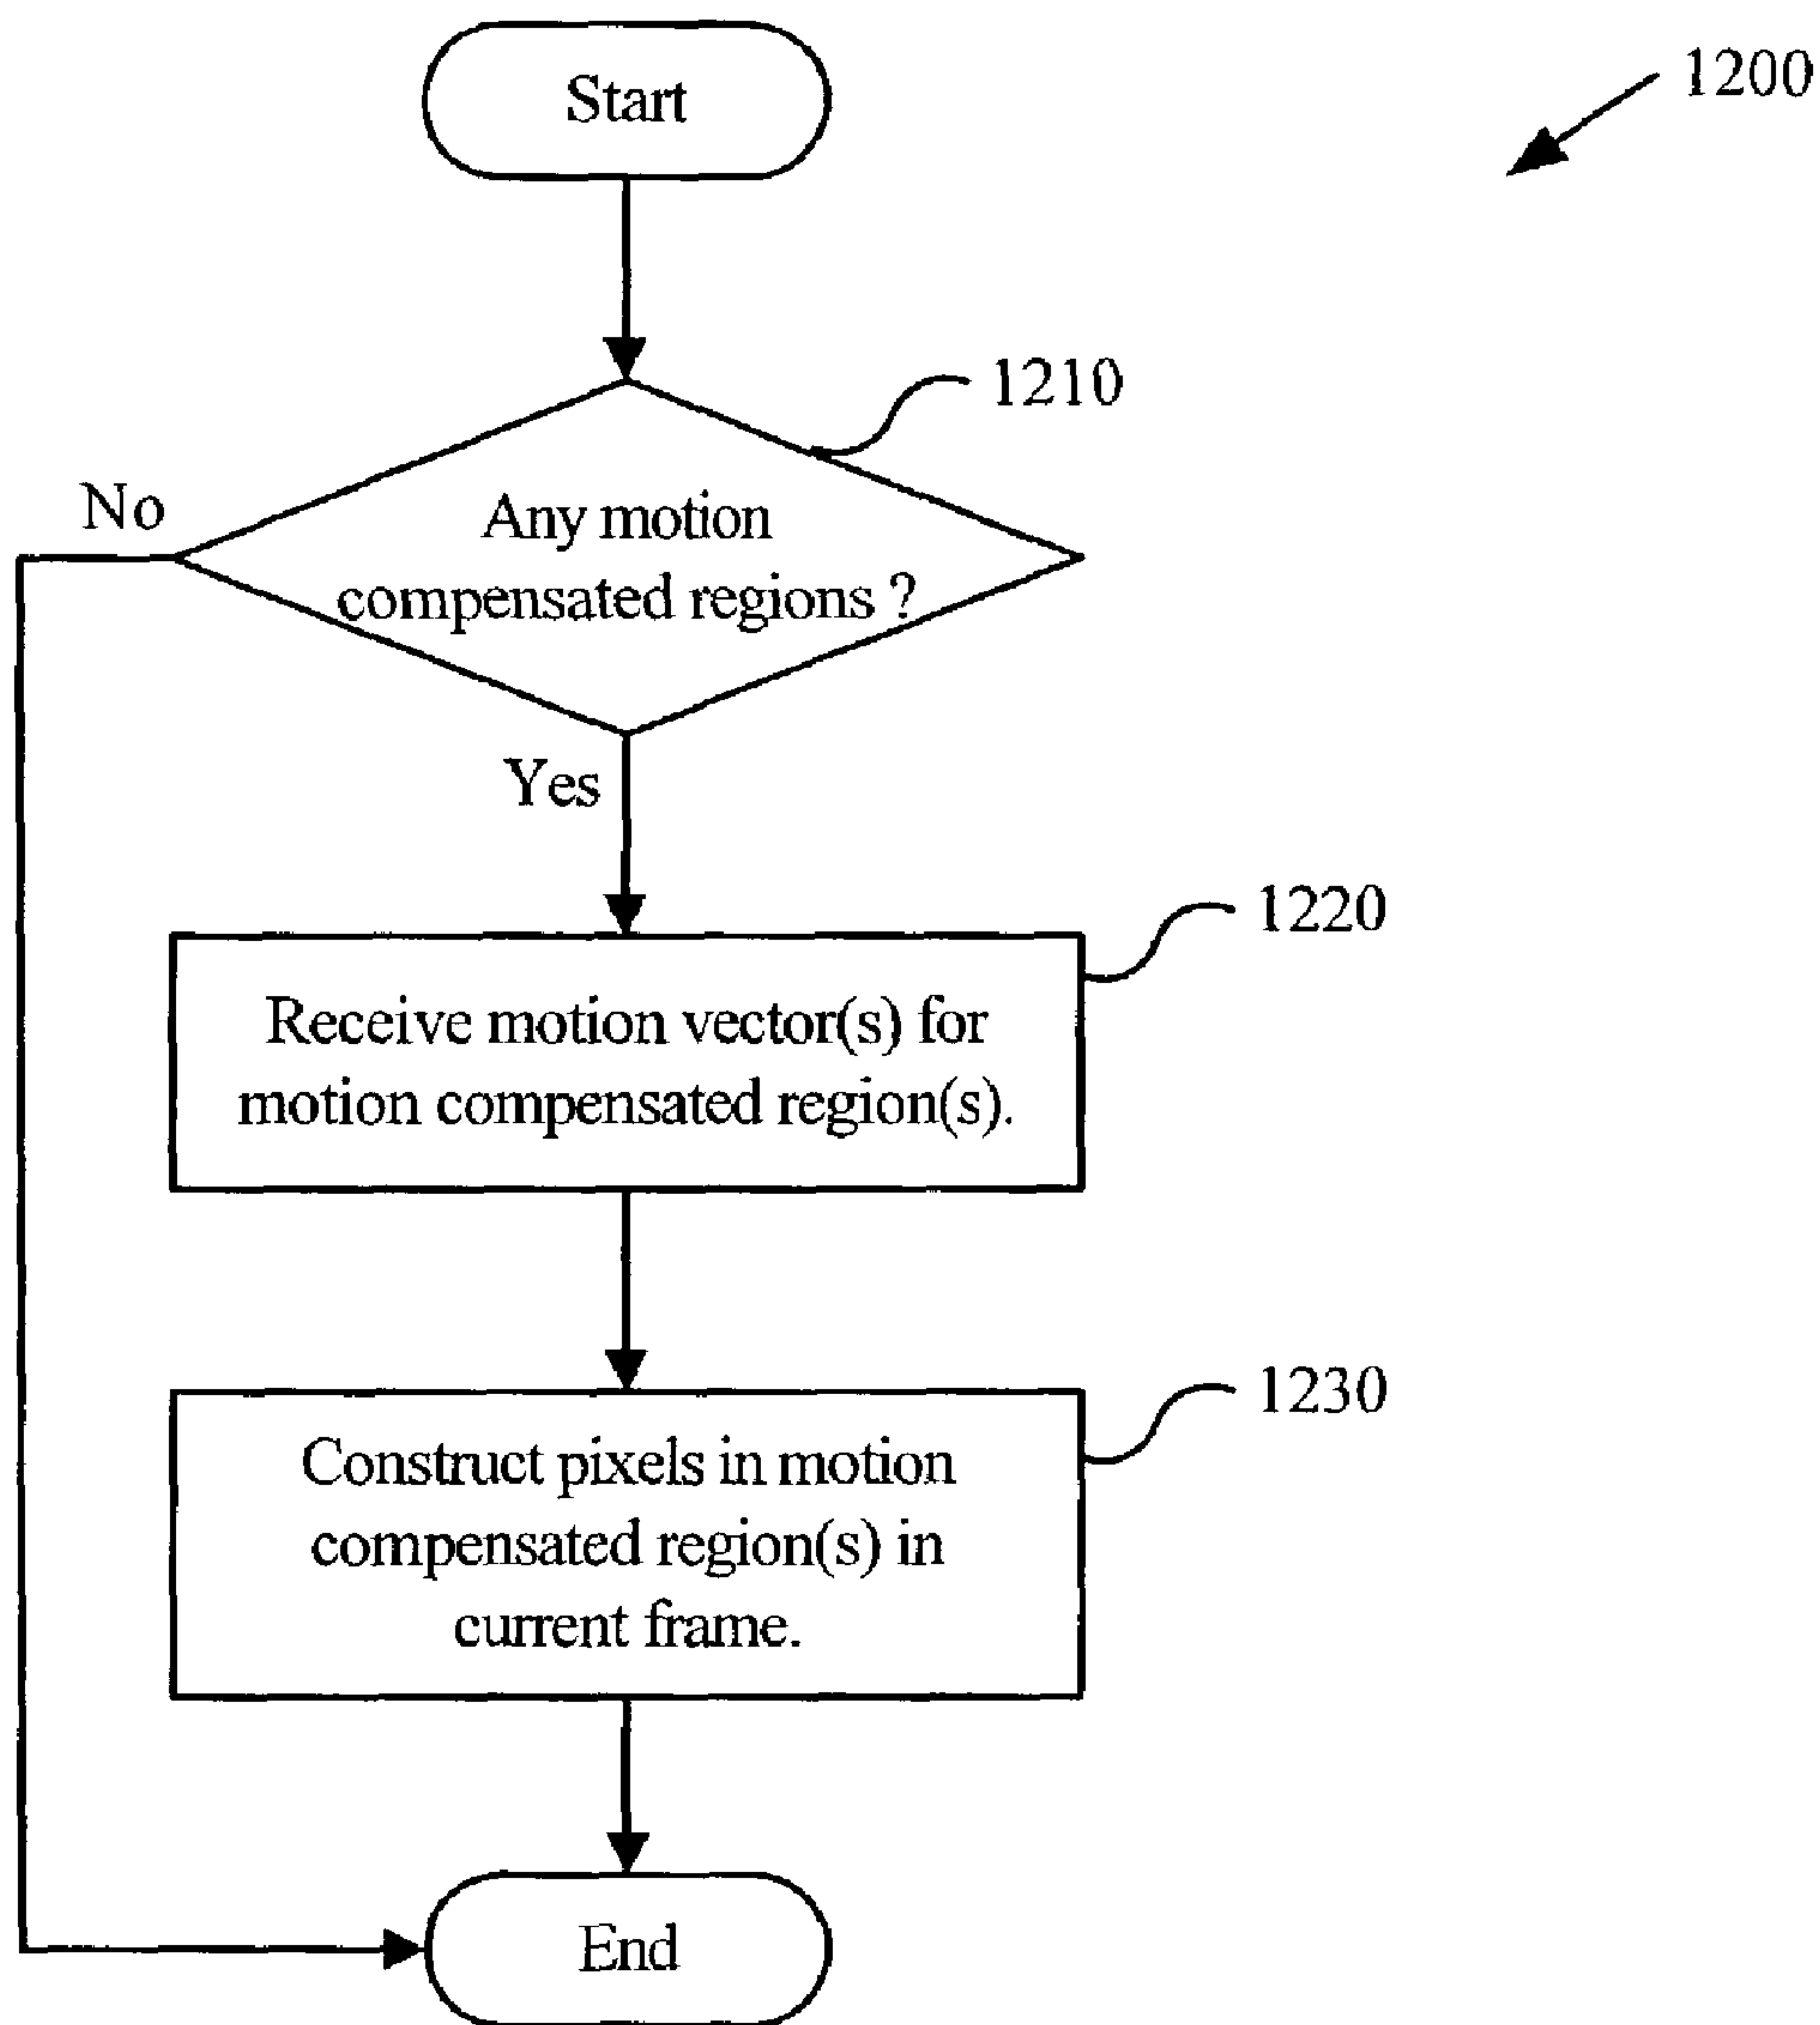 Start
1200
1210
No
Any motion
compensated regions ?
Yes
1220
Receive motion vector(s) for
motion compensated region(s).
1230
Construct pixels in motion
compensated region(s) in
current frame.
End